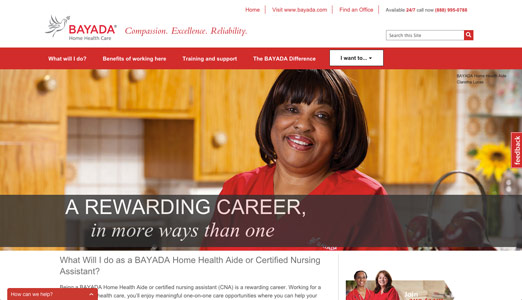 Home
Visit www.bayada.com
Find an Office
Available 24/7 call now (888) 995-0788
BAYADA®
Home Health Care
Compassion. Excellence. Reliability.
Search this Site
What will I do?
Benefits of working here
Training and support
The BAYADA Difference
I want to...
BAYADA Home Health Aide
feedback
A REWARDING CAREER,
in more ways than one
What Will I do as a BAYADA Home Health Aide or Certified Nursing
Assistant?
Being a BAYADA Home Health Aide or certified nursing assistant (CNA) is a rewarding career. Working for a
health care, you'll enjoy meaningful one-on-one care opportunities where you can help your
How can we help?
Join